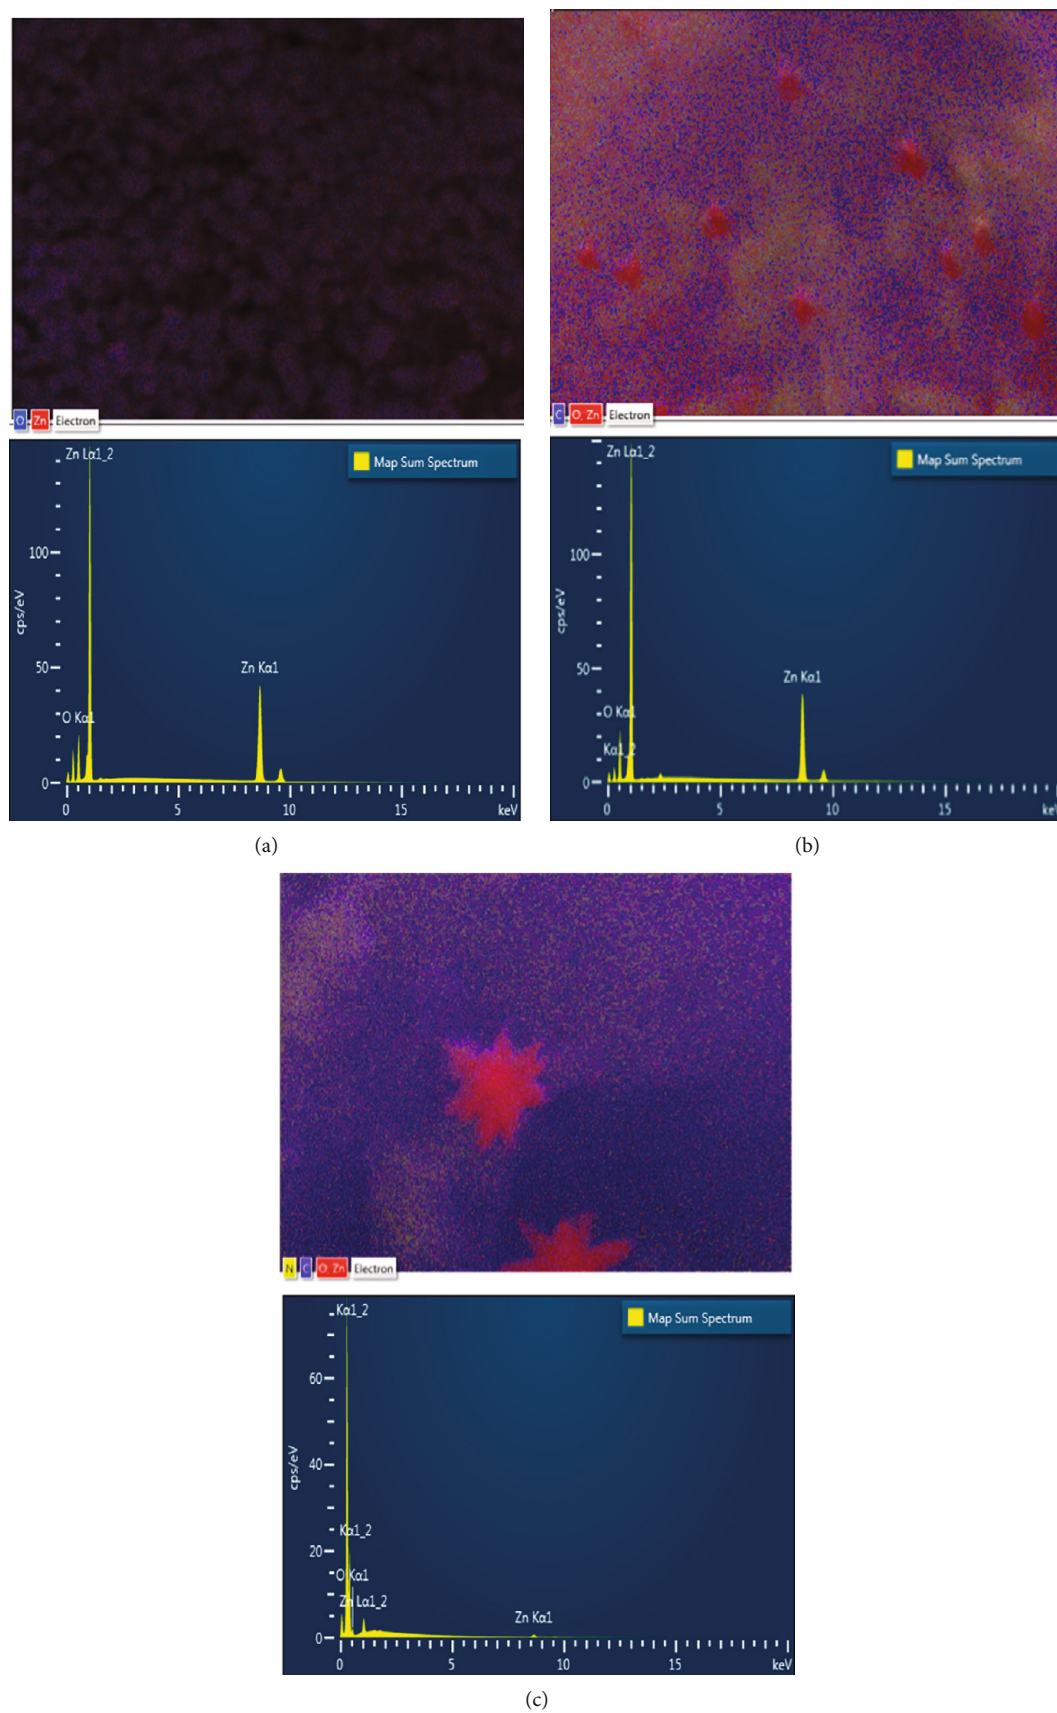 O Zn Electron
Zn Lα1_2
Map Sum Spectrum
100
50
0
cps/eV
Zn Kα1
O Kα1
0 5 10 15
keV
(a)
C O, Zn Electron
Zn Lα1_2
Map Sum Spectrum
100
50
0
cps/eV
Zn Kα1
O Kα1
Kα1_2
0 5 10 15
keV
(b)
N C O, Zn Electron
Kα1_2
Map Sum Spectrum
60
40
20
0
cps/eV
Kα1_2
O Kα1
Zn Lα1_2
Zn Kα1
0 5 10 15
keV
(c)